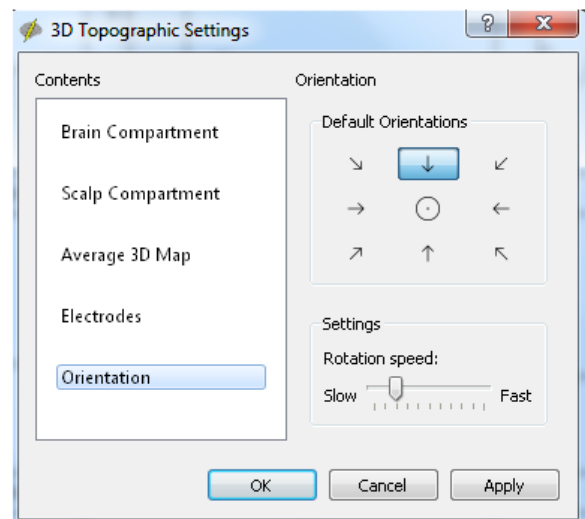 3D Topographic Settings
Contents
Brain Compartment
Scalp Compartment
Average 3D Map
Electrodes
Orientation
Orientation
Default Orientations
Settings
Rotation speed:
Slow Fast
OK Cancel Apply